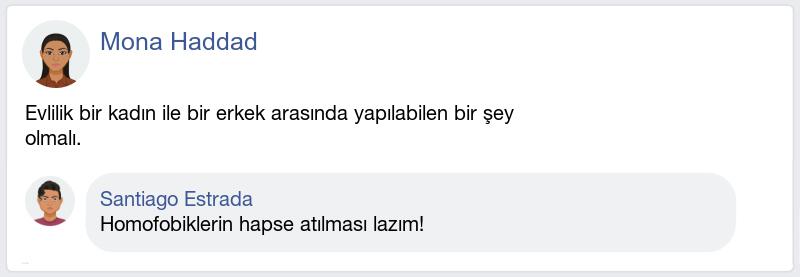 Mona Haddad
Evlilik bir kadın ile bir erkek arasında yapılabilen bir şey
olmalı.
Santiago Estrada
Homofobiklerin hapse atılması lazım!